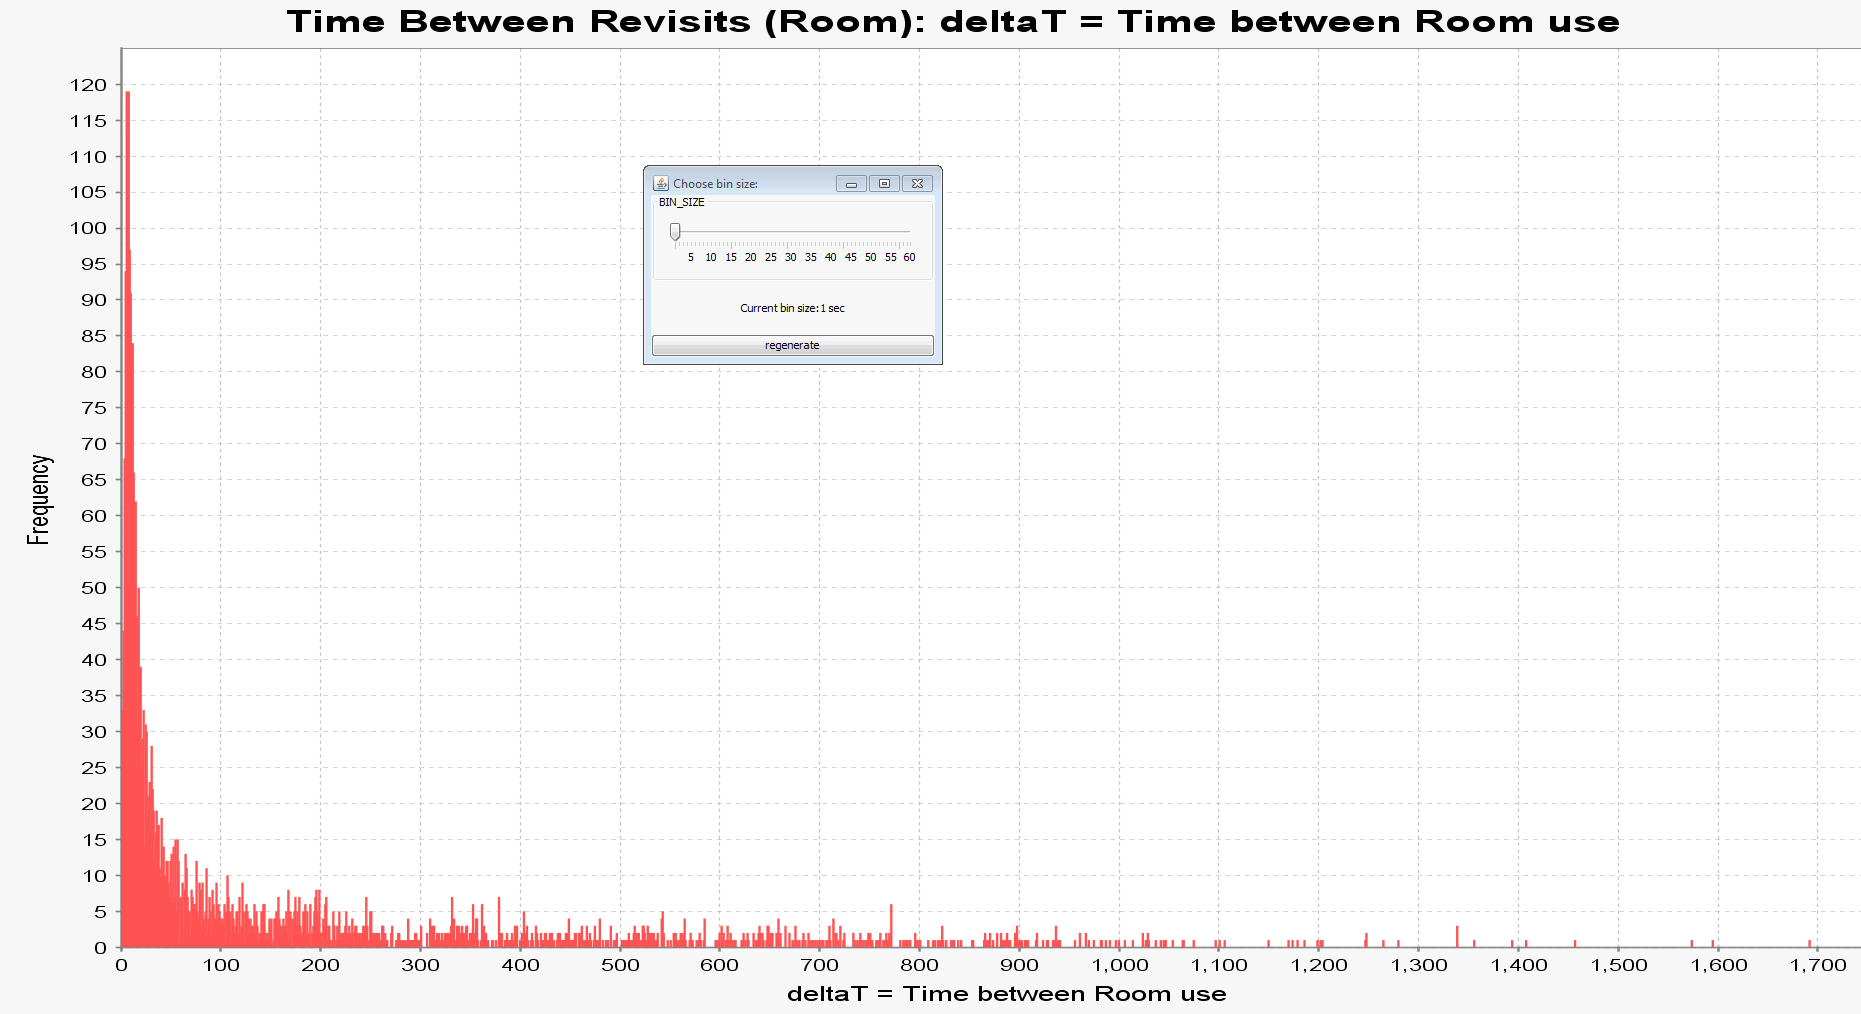 Time Between Revisits (Room): deltaT = Time between Room use
120
115
110
105
100
95
90
85
80
75
70
65
60
55
50
45
40
35
30
25
20
15
10
5
0
Frequency
Choose bin size:
BIN_SIZE
5 10 15 20 25 30 35 40 45 50 55 60
Current bin size:1 sec
regenerate
0 100 200 300 400 500 600 700 800 900 1,000 1,100 1,200 1,300 1,400 1,500 1,600 1,700
deltaT = Time between Room use